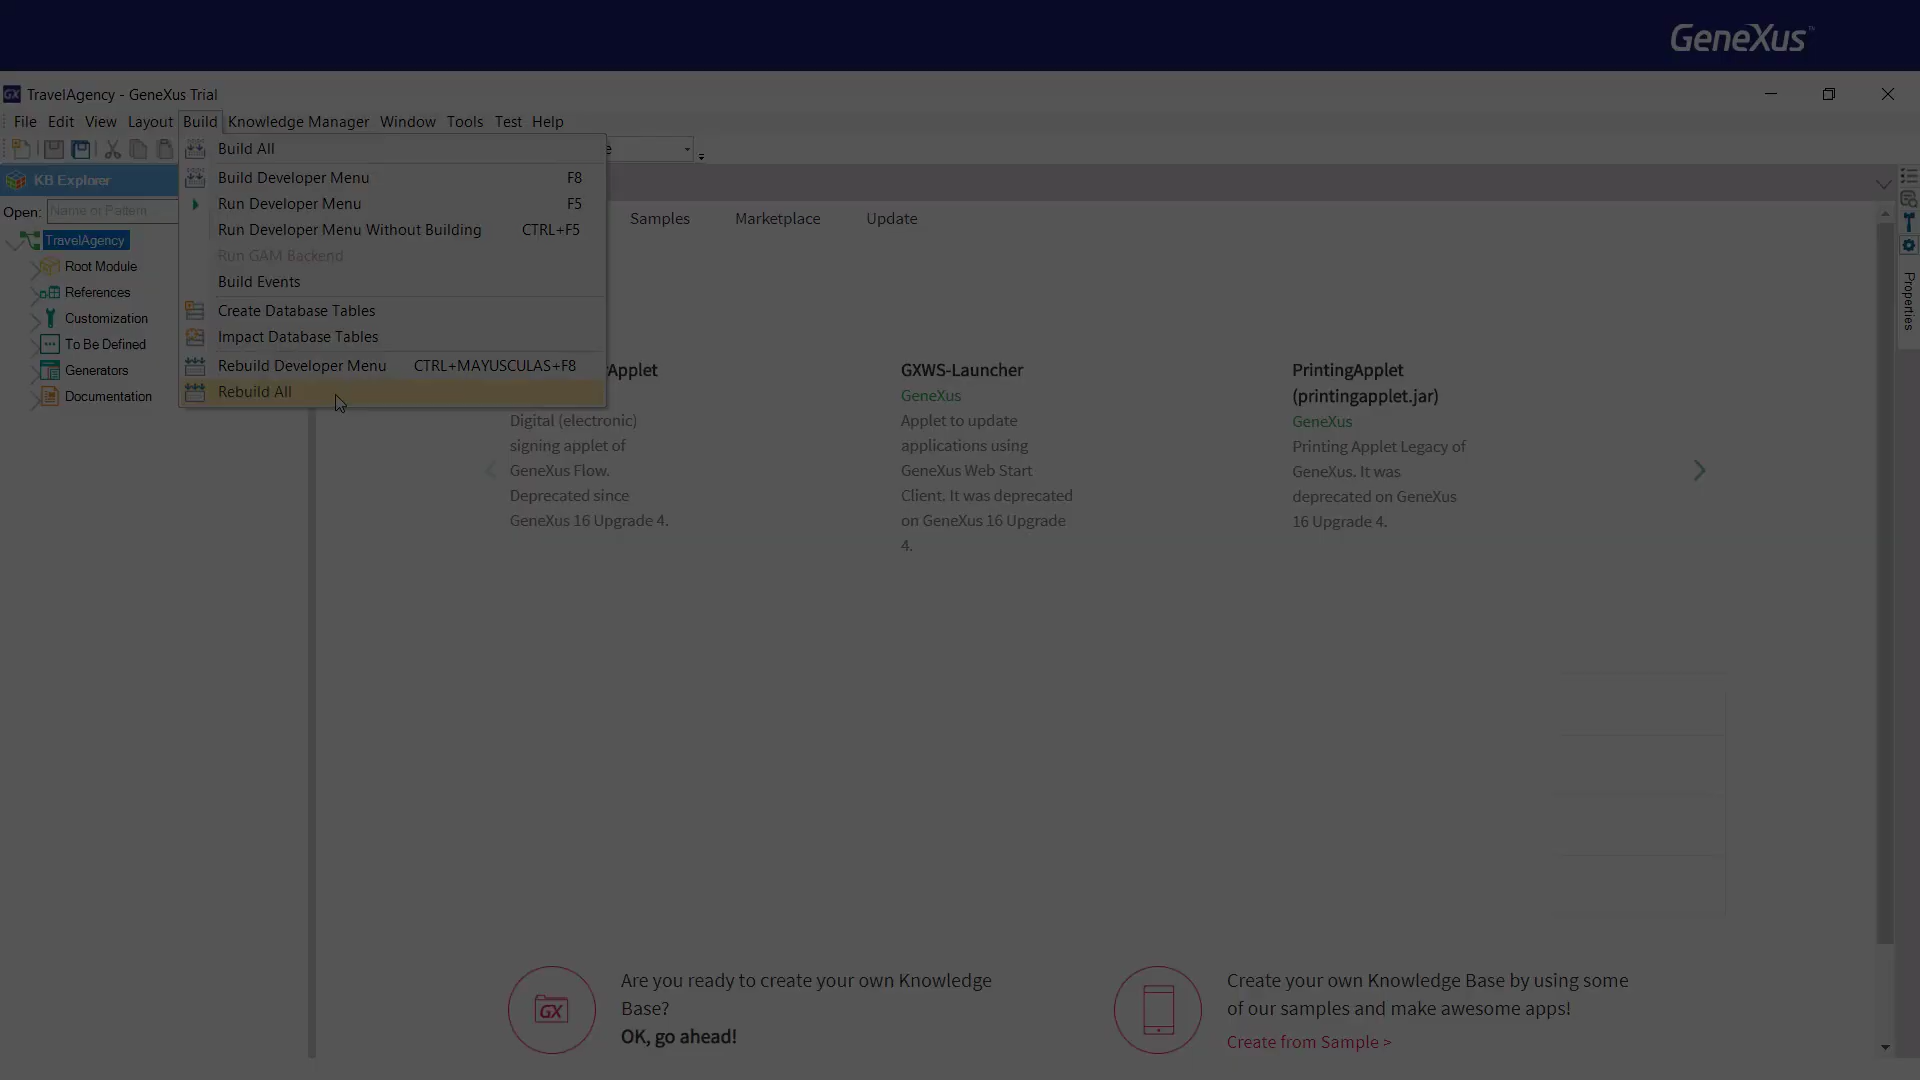 GeneXus™
TravelAgency - GeneXus Trial
File Edit View Layout Build Knowledge Manager Window Tools Test Help
Build All
Build Developer Menu F8
Run Developer Menu F5
Run Developer Menu Without Building CTRL+F5
Run GAM Backend
Build Events
Create Database Tables
Impact Database Tables
Rebuild Developer Menu CTRL+MAYUSCULAS+F8
Rebuild All
KB Explorer
Open: Name or Pattern
TravelAgency
Root Module
References
Customization
To Be Defined
Generators
Documentation
Samples Marketplace Update
Applet
Digital (electronic)
signing applet of
GeneXus Flow.
Deprecated since
GeneXus 16 Upgrade 4.
GXWS-Launcher
GeneXus
Applet to update
applications using
GeneXus Web Start
Client. It was deprecated
on GeneXus 16 Upgrade
4.
PrintingApplet
(printingapplet.jar)
GeneXus
Printing Applet Legacy of
GeneXus. It was
deprecated on GeneXus
16 Upgrade 4.
Properties
GX
Are you ready to create your own Knowledge
Base?
OK, go ahead!
Create your own Knowledge Base by using some
of our samples and make awesome apps!
Create from Sample >